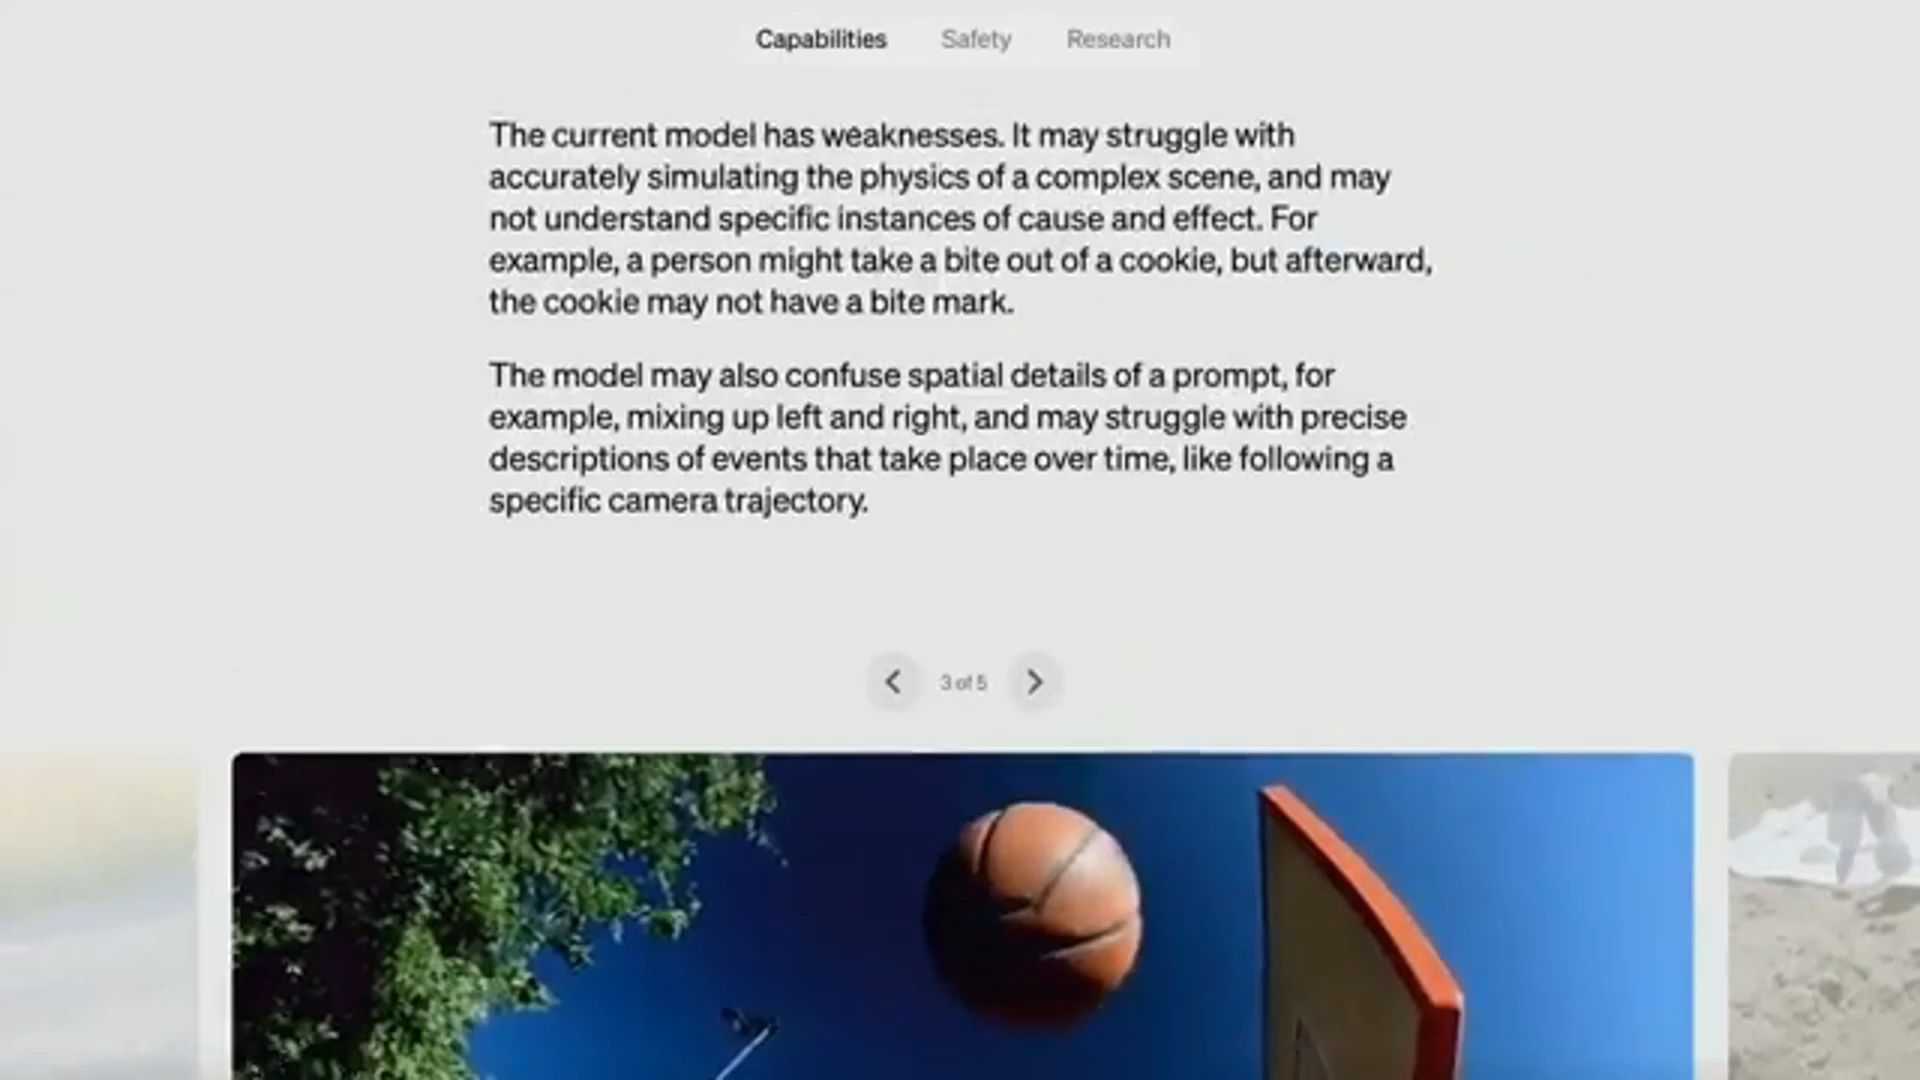 Capabilities Safety Research
The current model has weaknesses. It may struggle with
accurately simulating the physics of a complex scene, and may
not understand specific instances of cause and effect. For
example, a person might take a bite out of a cookie, but afterward,
the cookie may not have a bite mark.
The model may also confuse spatial details of a prompt, for
example, mixing up left and right, and may struggle with precise
descriptions of events that take place over time, like following a
specific camera trajectory.
3 of 5